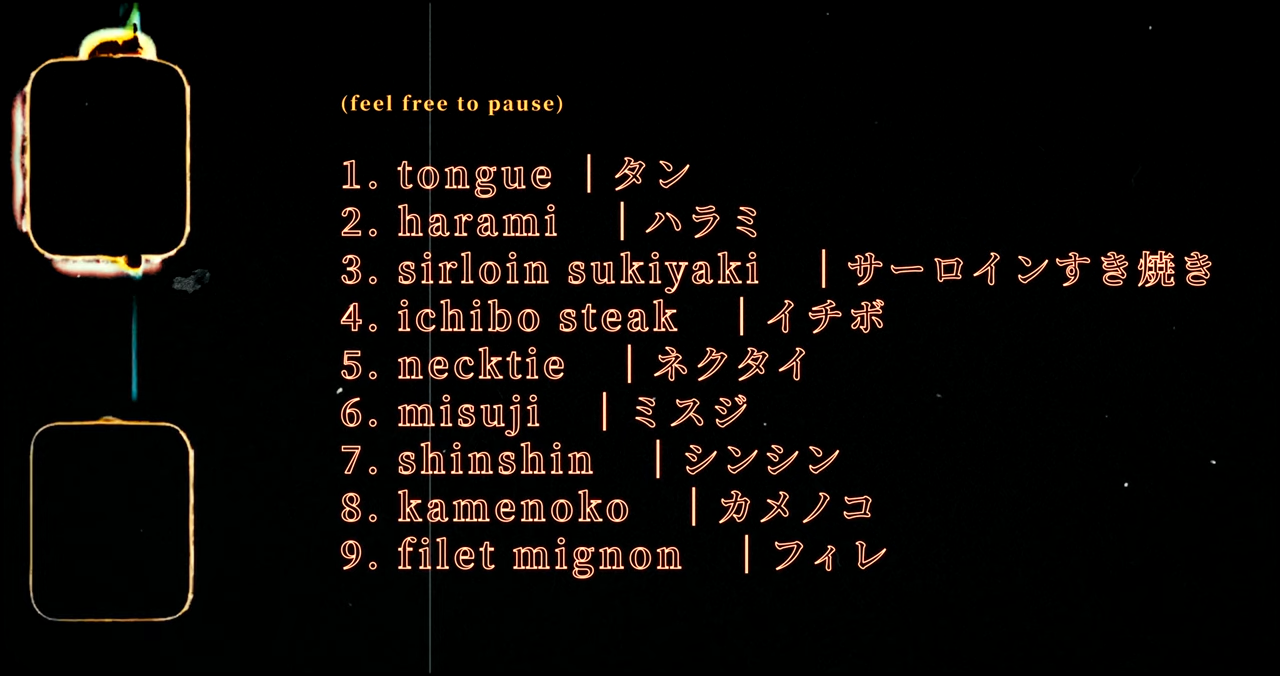 (feel free to pause)
1. tongue | タン
2. harami | ハラミ
3. sirloin sukiyaki | サーロインすき焼き
4. ichibo steak | イチボ
5. necktie | ネクタイ
6. misuji | ミスジ
7. shinshin | シンシン
8. kamenoko | カメノコ
9. filet mignon | フィレ